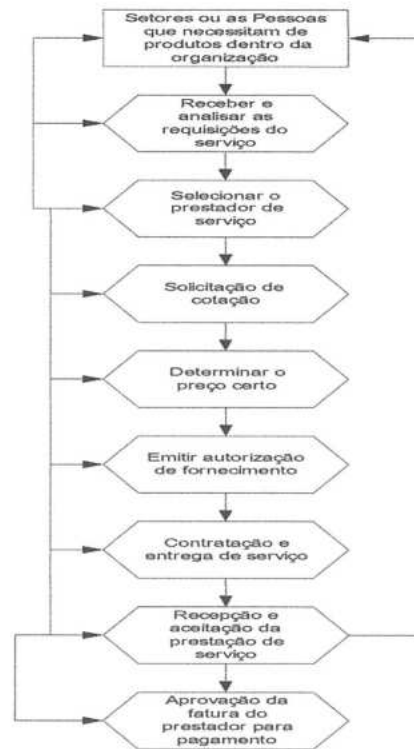 Setores ou as Pessoas
que necessitam de
produtos dentro da
organização
Receber e
analisar as
requisições do
serviço
Selecionar o
prestador de
serviço
Solicitação de
cotação
Determinar o
preço certo
Emitir autorização
de fornecimento
Contratação e
entrega de serviço
Recepção e
aceitação da
prestação de
serviço
Aprovação da
fatura do
prestador para
pagamento